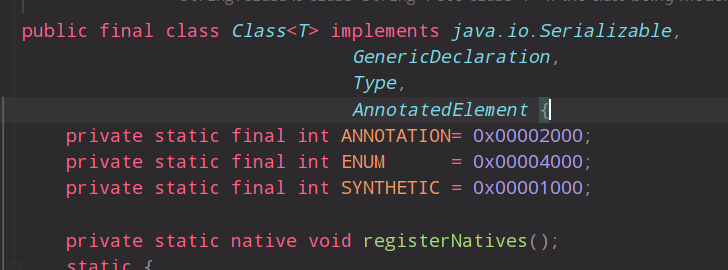 public final class Class<T> implements java.io.Serializable,
GenericDeclaration,
Type,
AnnotatedElement {
private static final int ANNOTATION= 0x00002000;
private static final int ENUM      = 0x00004000;
private static final int SYNTHETIC = 0x00001000;
private static native void registerNatives();
static {